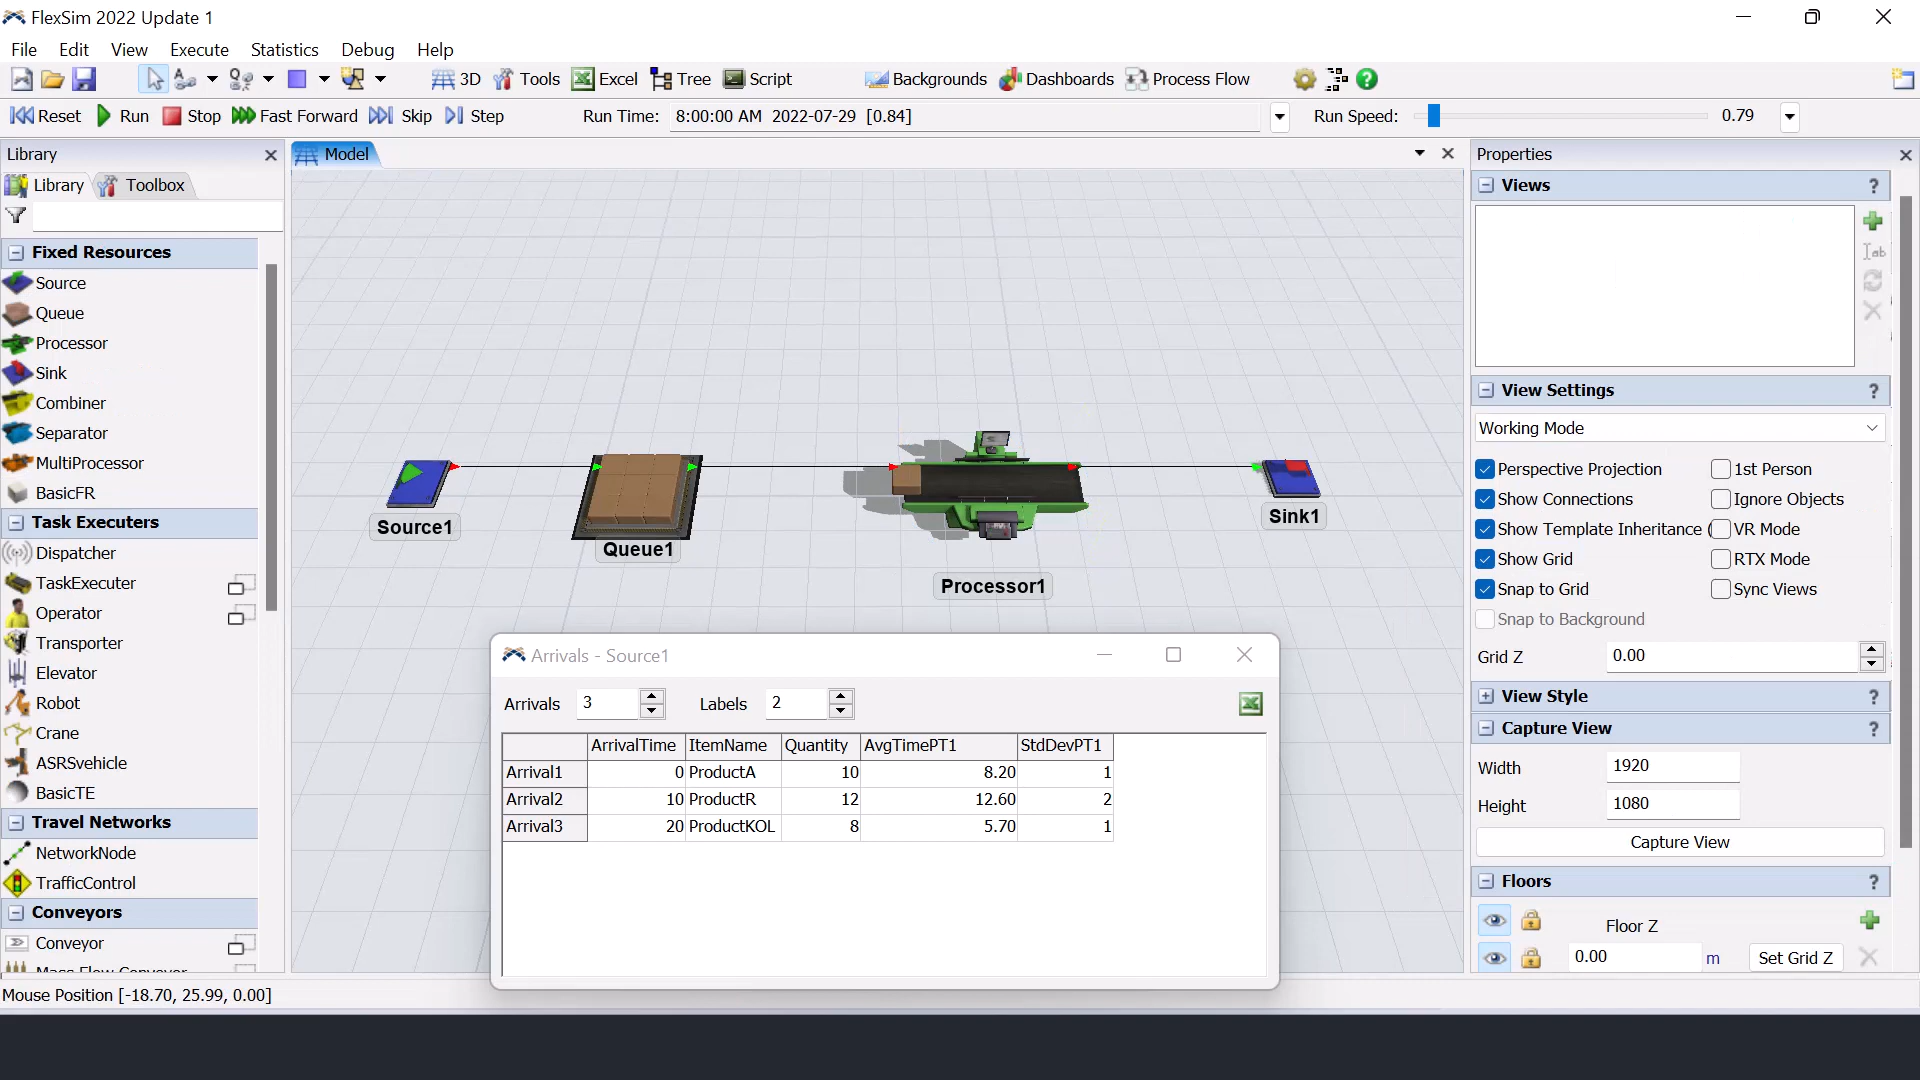 FlexSim 2022 Update 1
File Edit View Execute Statistics Debug Help
3D Tools Excel Tree Script Backgrounds Dashboards Process Flow
Reset Run Stop Fast Forward Skip Step Run Time: 8:00:00 AM 2022-07-29 [0.84] Run Speed: 0.79
Library
Library Toolbox
Fixed Resources
Source
Queue
Processor
Sink
Combiner
Separator
MultiProcessor
BasicFR
Task Executers
Dispatcher
TaskExecuter
Operator
Transporter
Elevator
Robot
Crane
ASRSvehicle
BasicTE
Travel Networks
NetworkNode
TrafficControl
Conveyors
Conveyor
Mass Flow Conveyor
Model
Source1
Queue1
Processor1
Sink1
Arrivals - Source1
Arrivals 3 Labels 2
ArrivalTime ItemName Quantity AvgTimePT1 StdDevPT1
Arrival1 0 ProductA 10 8.20 1
Arrival2 10 ProductR 12 12.60 2
Arrival3 20 ProductKOL 8 5.70 1
Properties
Views ?
View Settings ?
Working Mode
Perspective Projection 1st Person
Show Connections Ignore Objects
Show Template Inheritance ( VR Mode
Show Grid RTX Mode
Snap to Grid Sync Views
Snap to Background
Grid Z 0.00
View Style ?
Capture View ?
Width 1920
Height 1080
Capture View
Floors ?
Floor Z
0.00 m Set Grid Z
Mouse Position [-18.70, 25.99, 0.00]